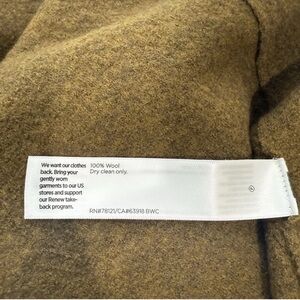 We want our clothes
back. Bring your
gently worn
garments to our US
stores and support
our Renew take-
back program.
100% Wool
Dry clean only.
RN#78121/CA#63918 BWC